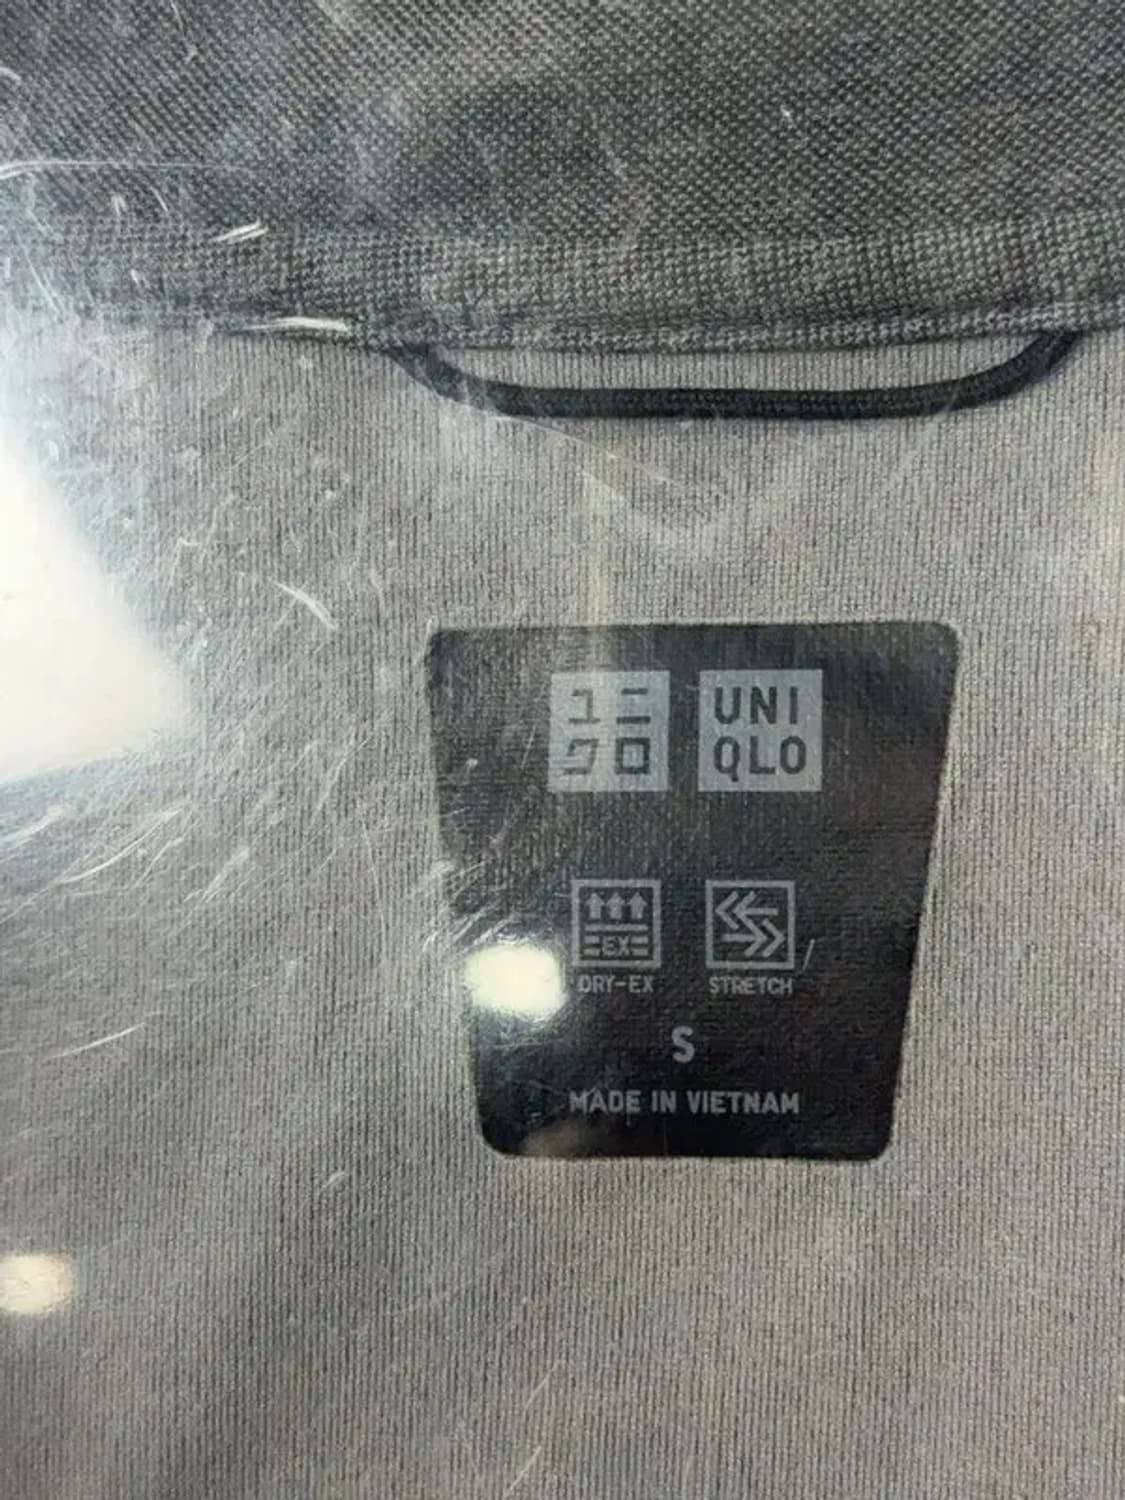 ユニ UNI
クロ QLO
EX
DRY-EX STRETCH
S
MADE IN VIETNAM